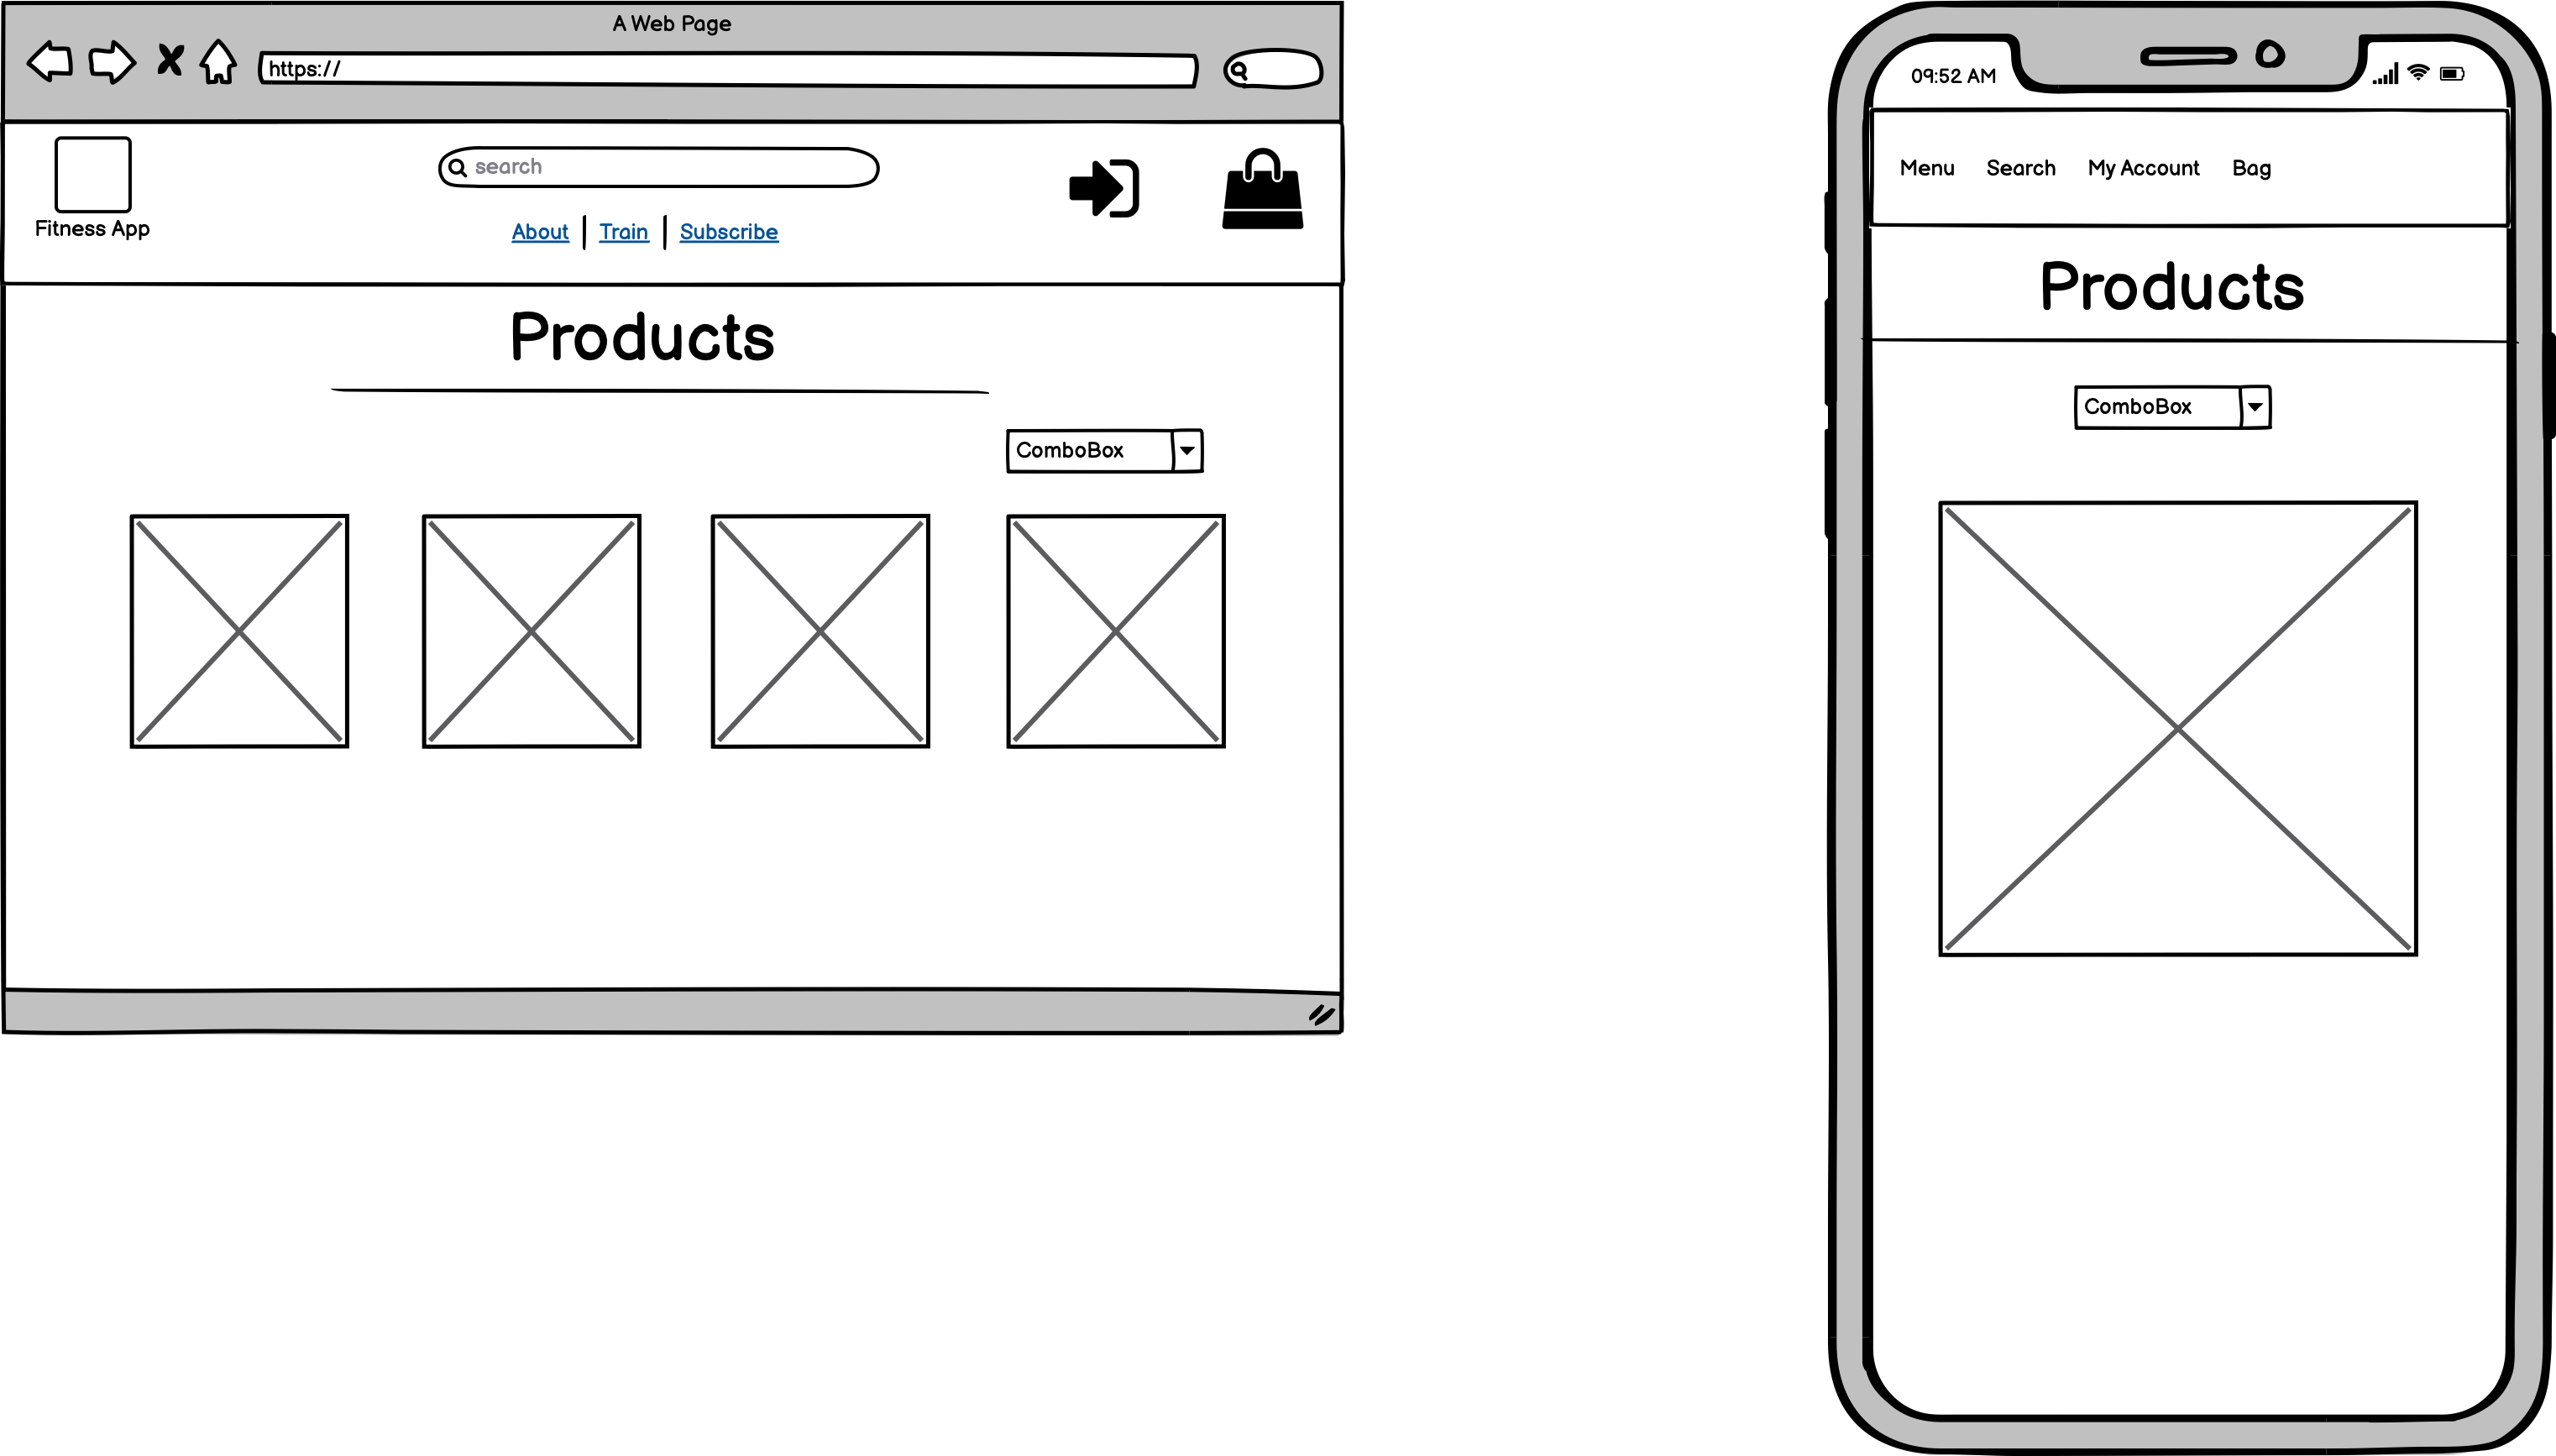 A Web Page
https://
search
Fitness App
About Train Subscribe
Products
ComboBox
09:52 AM
Menu Search My Account Bag
Products
ComboBox